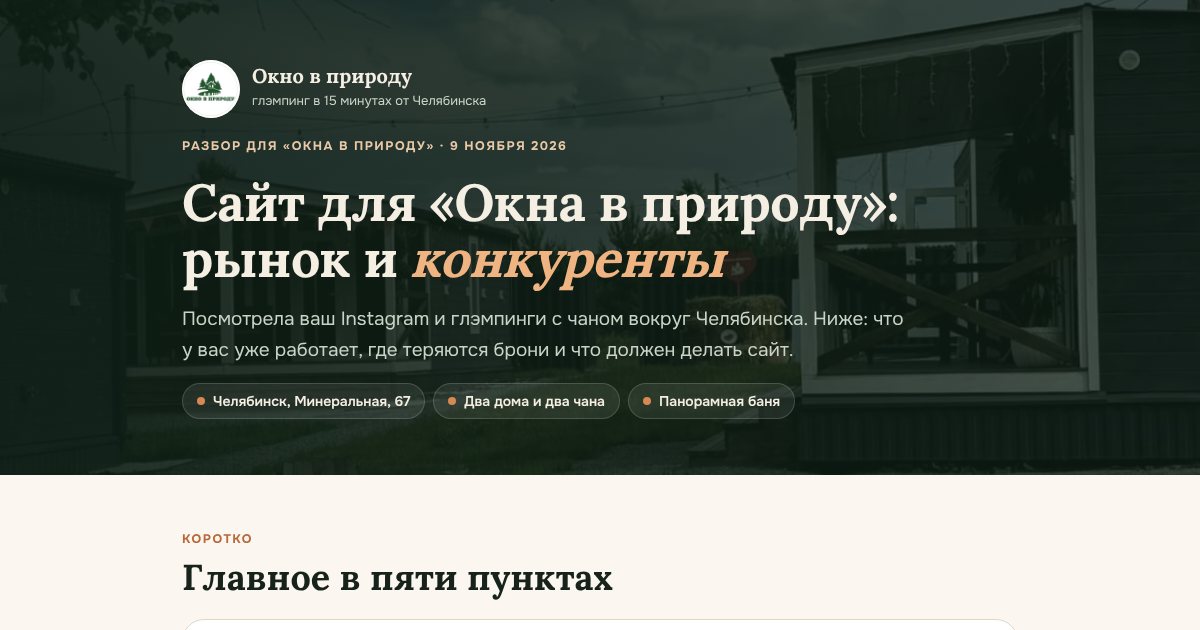 ОКНО В ПРИРОДУ
Окно в природу
глэмпинг в 15 минутах от Челябинска
РАЗБОР ДЛЯ «ОКНА В ПРИРОДУ» · 9 НОЯБРЯ 2026
Сайт для «Окна в природу»:
рынок и конкуренты
Посмотрела ваш Instagram и глэмпинги с чаном вокруг Челябинска. Ниже: что
у вас уже работает, где теряются брони и что должен делать сайт.
Челябинск, Минеральная, 67
Два дома и два чана
Панорамная баня
КОРОТКО
Главное в пяти пунктах